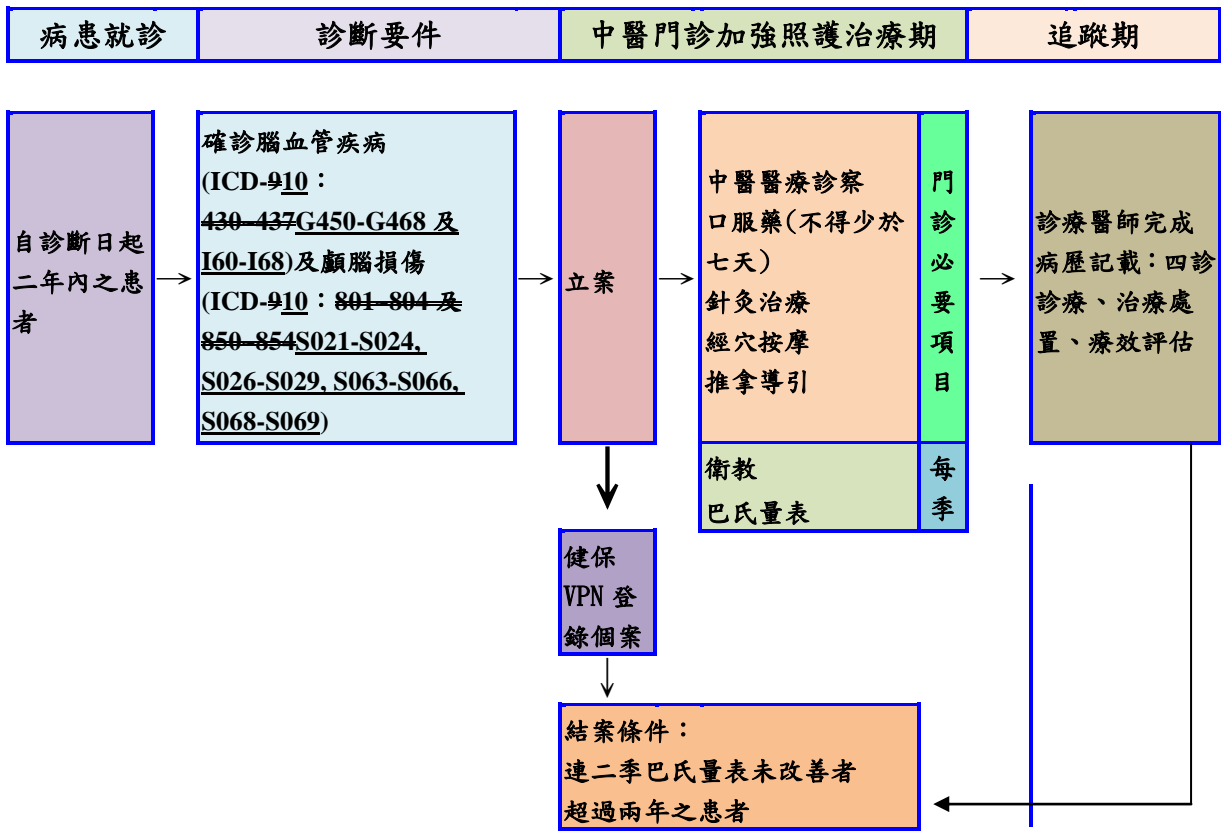 病患就診
診斷要件
中醫門診加強照護治療期
追蹤期
自診斷日起
二年內之患
者
確診腦血管疾病
(ICD-910：
430~437G450-G468 及
I60-I68)及顱腦損傷
(ICD-910：801~804 及
850~854S021-S024,
S026-S029, S063-S066,
S068-S069)
立案
中醫醫療診察
口服藥(不得少於
七天)
針灸治療
經穴按摩
推拿導引
門
診
必
要
項
目
衛教
巴氏量表
每
季
診療醫師完成
病歷記載：四診
診療、治療處
置、療效評估
健保
VPN 登
錄個案
結案條件：
連二季巴氏量表未改善者
超過兩年之患者